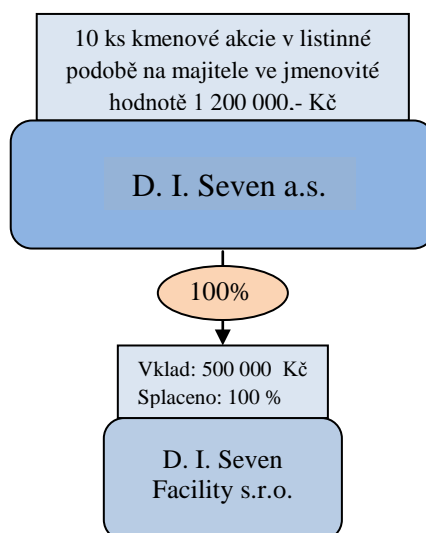 10 ks kmenové akcie v listinné
podobě na majitele ve jmenovité
hodnotě 1 200 000,- Kč
D. I. Seven a.s.
100%
Vklad: 500 000 Kč
Splaceno: 100 %
D. I. Seven
Facility s.r.o.